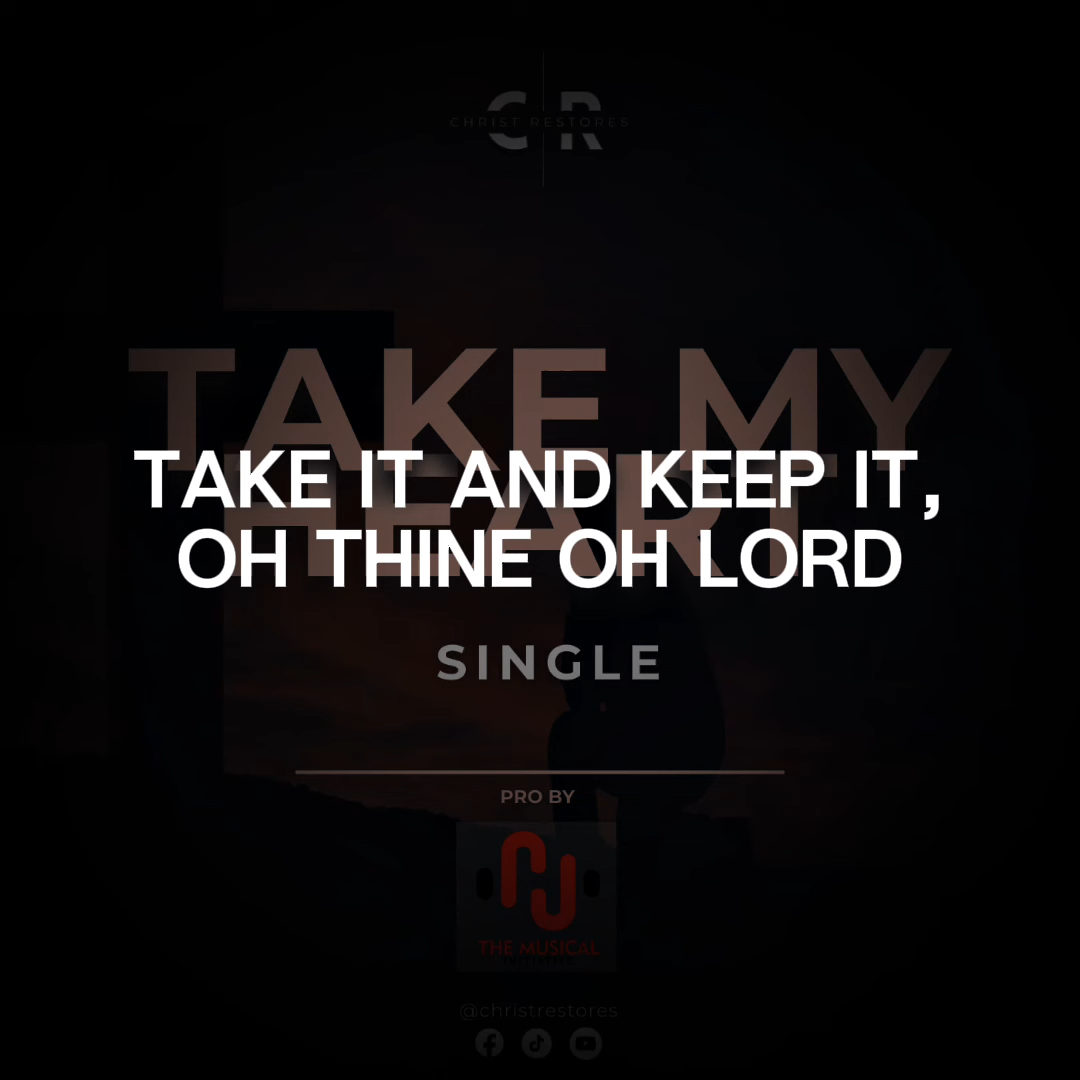 CR
CHRIST RESTORES
TAKE MY
HEART
TAKE IT AND KEEP IT,
OH THINE OH LORD
SINGLE
PRO BY
THE MUSICAL
@christrestores